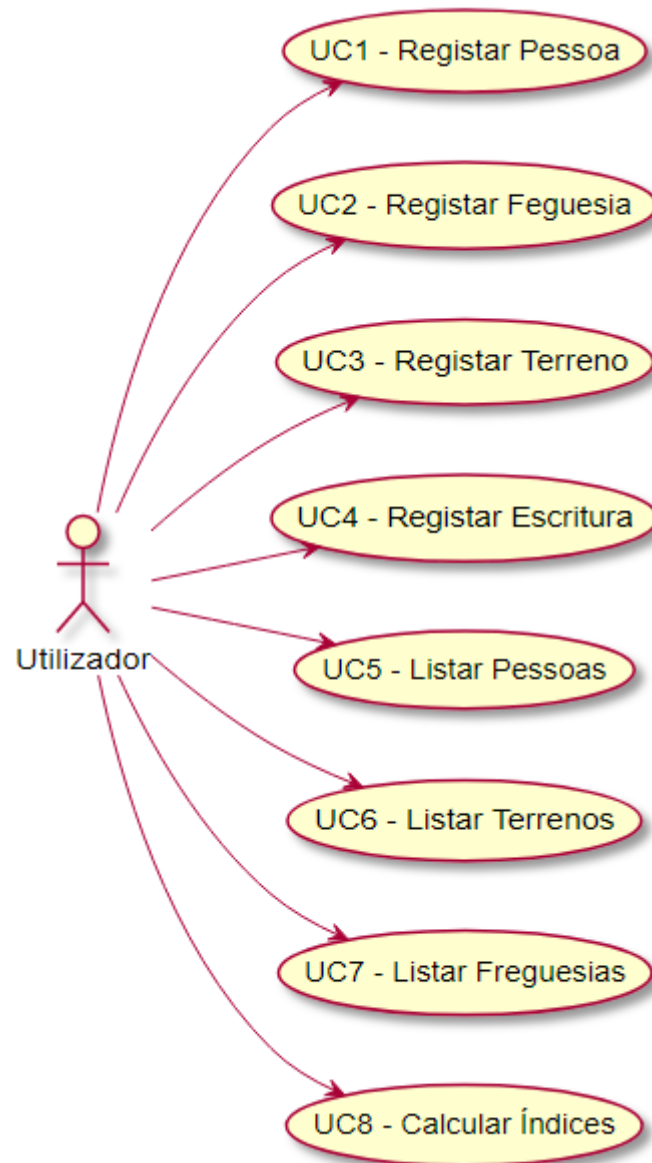 UC1 - Registar Pessoa
UC2 - Registar Feguesia
UC3 - Registar Terreno
UC4 - Registar Escritura
Utilizador
UC5 - Listar Pessoas
UC6 - Listar Terrenos
UC7 - Listar Freguesias
UC8 - Calcular Índices